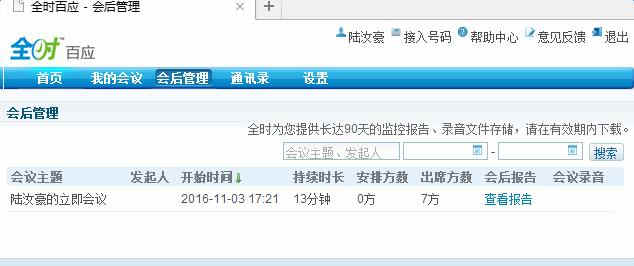 全时百应 - 会后管理
陆汝豪 接入号码 帮助中心 意见反馈 退出
全时 百应
首页 我的会议 会后管理 通讯录 设置
会后管理
全时为您提供长达90天的监控报告、录音文件存储，请在有效期内下载。
会议主题、发起人 - 搜索
会议主题 发起人 开始时间 持续时长 安排方数 出席方数 会后报告 会议录音
陆汝豪的立即会议 2016-11-03 17:21 13分钟 0方 7方 查看报告